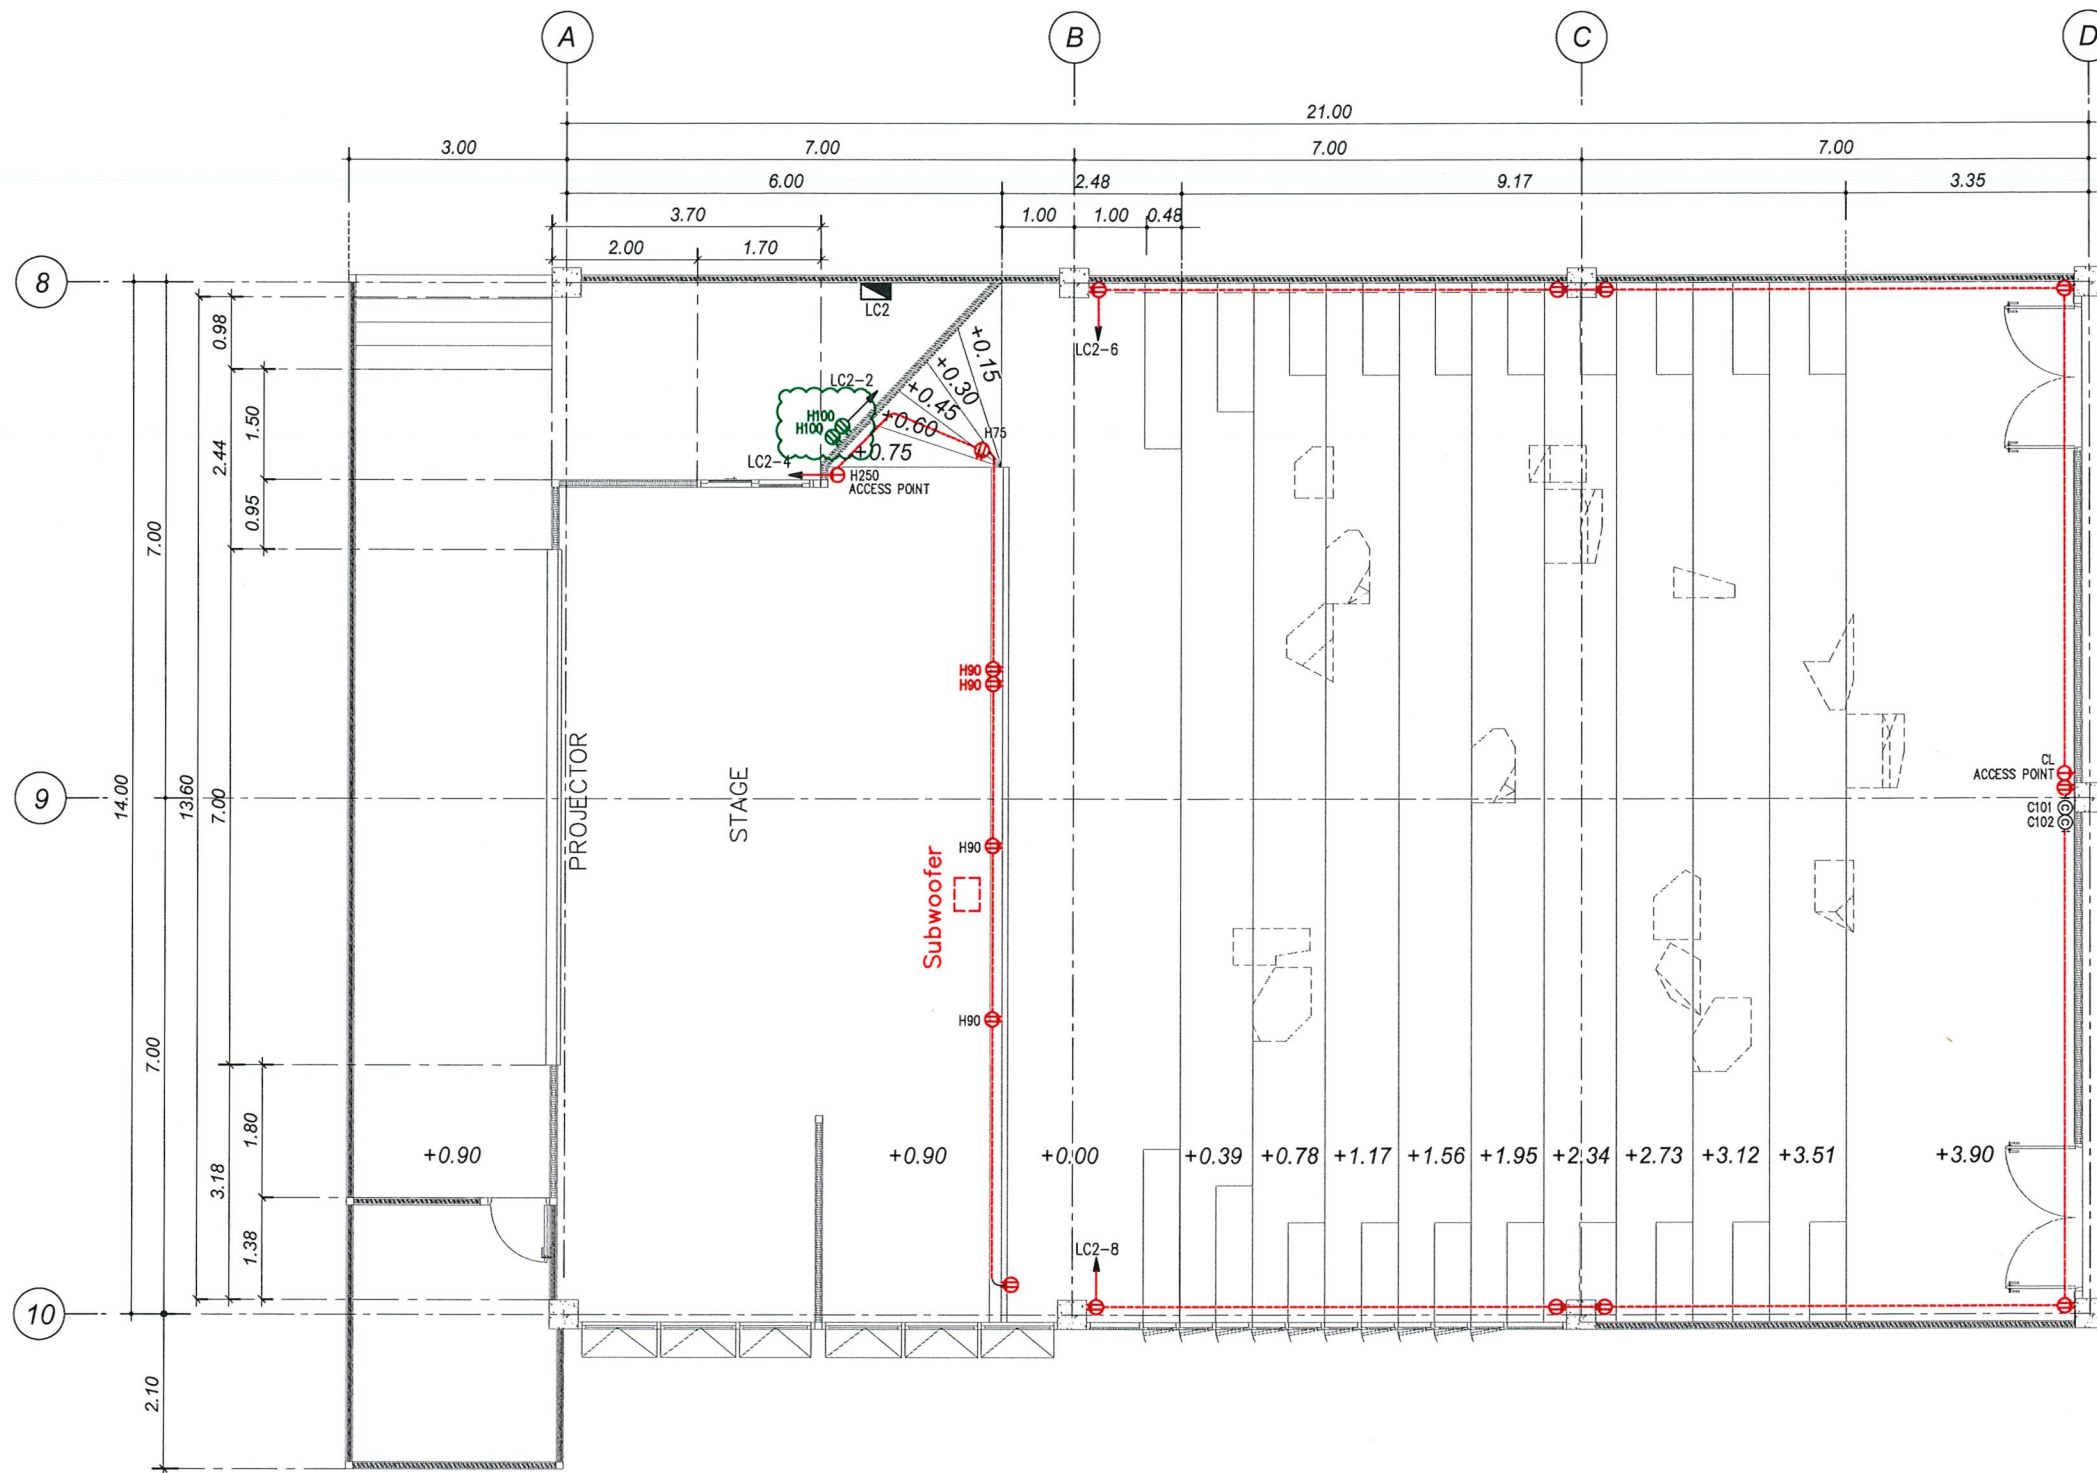 A
B
C
D
21.00
3.00
7.00
7.00
7.00
6.00
2.48
9.17
3.35
3.70
1.00
1.00
0.48
2.00
1.70
8
LC2
0.98
+0.15
LC2-6
+0.30
LC2-2
+0.45
1.50
H100
H100
+0.60
H75
2.44
+0.75
LC2-4
H250
ACCESS POINT
0.95
7.00
H90
H90
PROJECTOR
STAGE
CL
ACCESS POINT
9
14.00
13.60
7.00
C101
C102
C
C
H90
Subwoofer
H90
7.00
1.80
+0.90
+0.90
+0.00
+0.39
+0.78
+1.17
+1.56
+1.95
+2.34
+2.73
+3.12
+3.51
+3.90
3.18
1.38
LC2-8
10
2.10